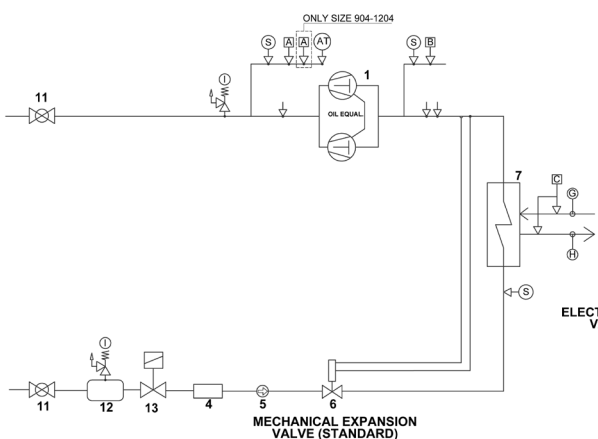 ONLY SIZE 904-1204
S A A AT S B
I
1
11
OIL EQUAL.
7
C
G
H
S
ELECT
V
I
11 12 13 4 5 6
MECHANICAL EXPANSION
VALVE (STANDARD)